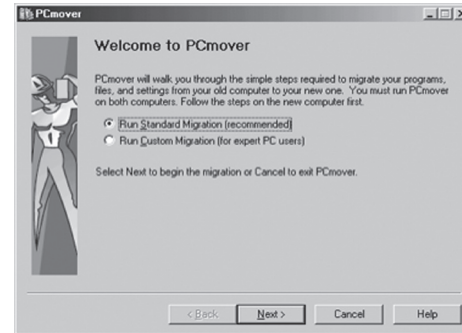 PCmover
Welcome to PCmover
PCmover will walk you through the simple steps required to migrate your programs,
files, and settings from your old computer to your new one. You must run PCmover
on both computers. Follow the steps on the new computer first.
Run Standard Migration (recommended)
Run Custom Migration (for expert PC users)
Select Next to begin the migration or Cancel to exit PCmover.
< Back Next > Cancel Help